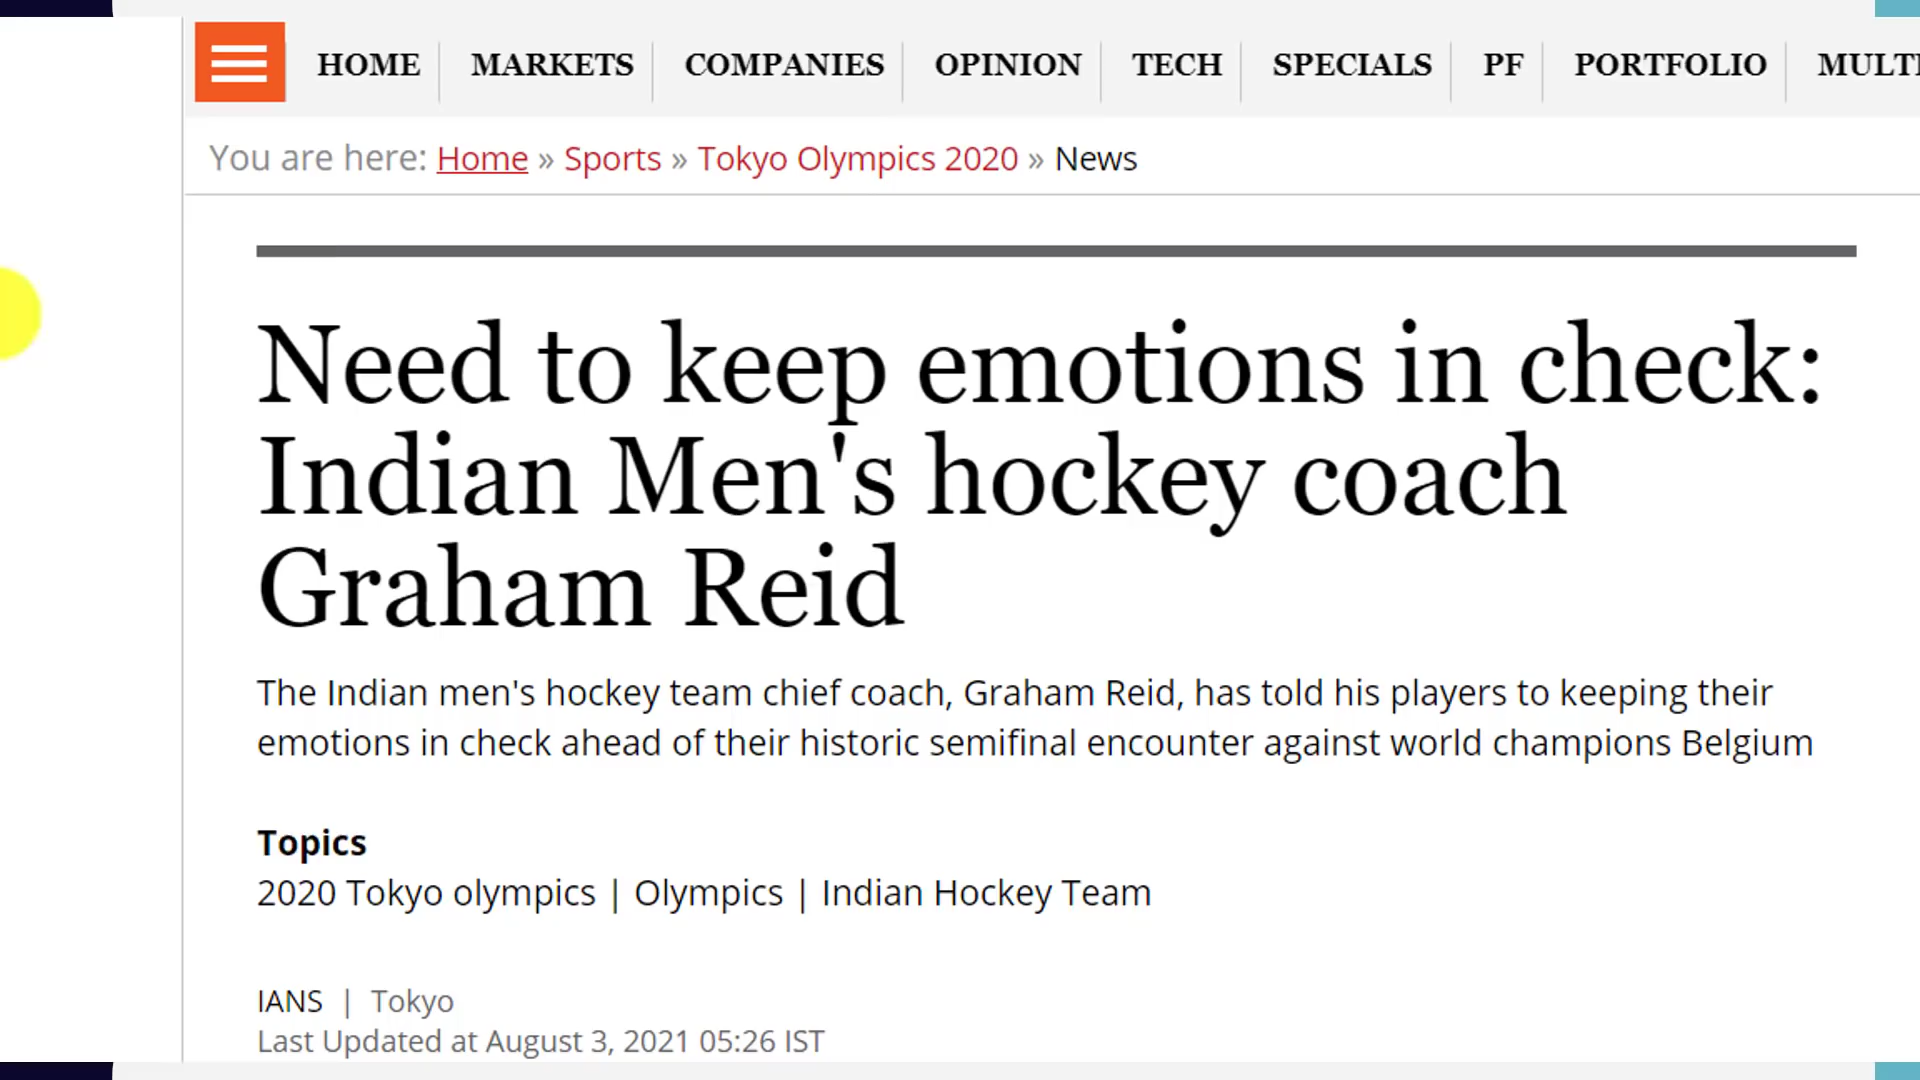 HOME MARKETS COMPANIES OPINION TECH SPECIALS PF PORTFOLIO
You are here: Home » Sports » Tokyo Olympics 2020 » News
Need to keep emotions in check:
Indian Men's hockey coach
Graham Reid
The Indian men's hockey team chief coach, Graham Reid, has told his players to keeping their
emotions in check ahead of their historic semifinal encounter against world champions Belgium
Topics
2020 Tokyo olympics | Olympics | Indian Hockey Team
IANS | Tokyo
Last Updated at August 3, 2021 05:26 IST